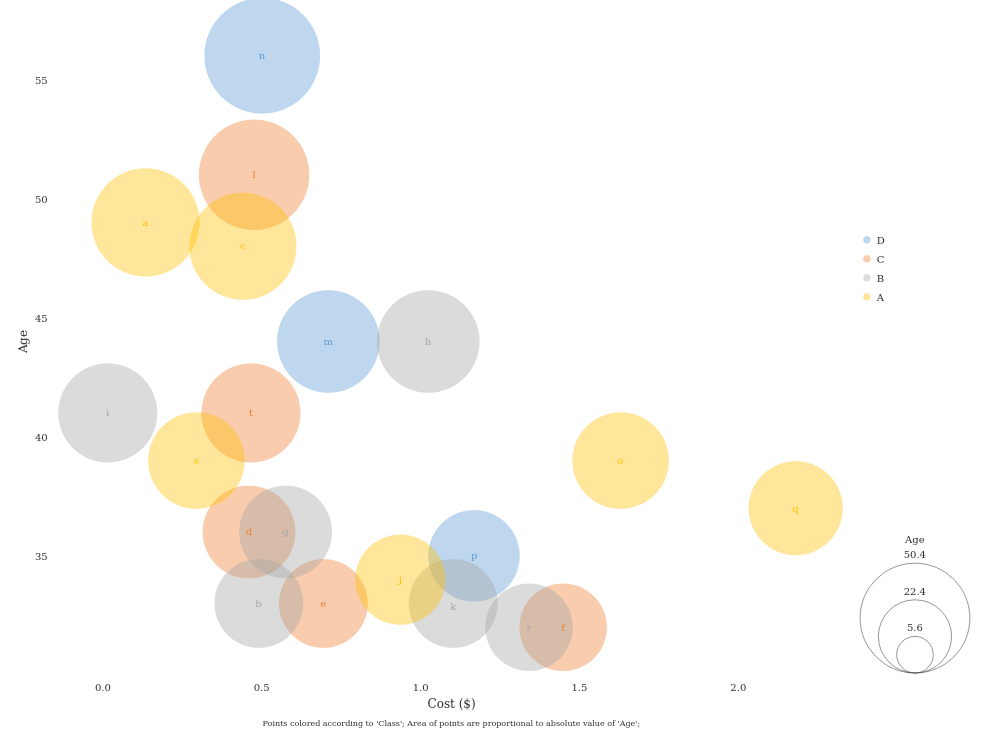 n
55
l
50
a
c
D
C
B
A
45
Age
m
h
i
t
40
s
o
q
d
g
35
p
j
b
e
k
r
f
Age
50.4
22.4
5.6
0.0 0.5 1.0 1.5 2.0
Cost ($)
Points colored according to 'Class'; Area of points are proportional to absolute value of 'Age';